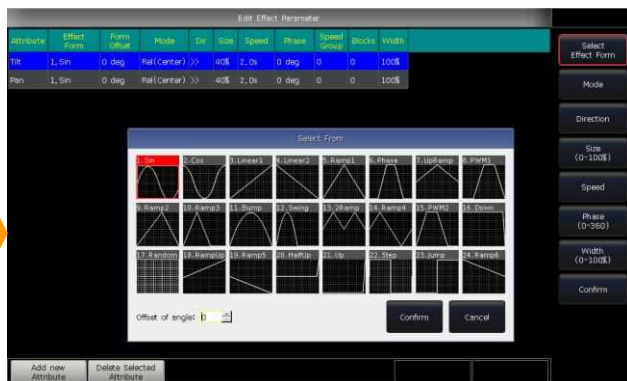 Edit Effect Parameter
Attribute Effect Form Form Offset Mode Dir Size Speed Phase Speed Group Blocks Width
Tilt 1, Sin 0 deg Rel(Center) >> 40% 2.0s 0 deg 0 0 100%
Pan 1, Sin 0 deg Rel(Center) >> 40% 2.0s 0 deg 0 0 100%
Select From
1.Sin 2.Cos 3.Linear1 4.Linear2 5.Ramp1 6.Phase 7.UpRamp 8.PWM1
9.Ramp2 10.Ramp3 11.Bump 12.Swing 13.2Ramp 14.Ramp4 15.PWM2 16.Down
17.Random 18.RampUp 19.Ramp5 20.HalfUp 21.Up 22.Step 23.jump 24.Ramp6
Offset of angle: 0
Confirm
Cancel
Select
Effect Form
Mode
Direction
Size
(0~100%)
Speed
Phase
(0~360)
Width
(0~100%)
Confirm
Add new
Attribute
Delete Selected
Attribute